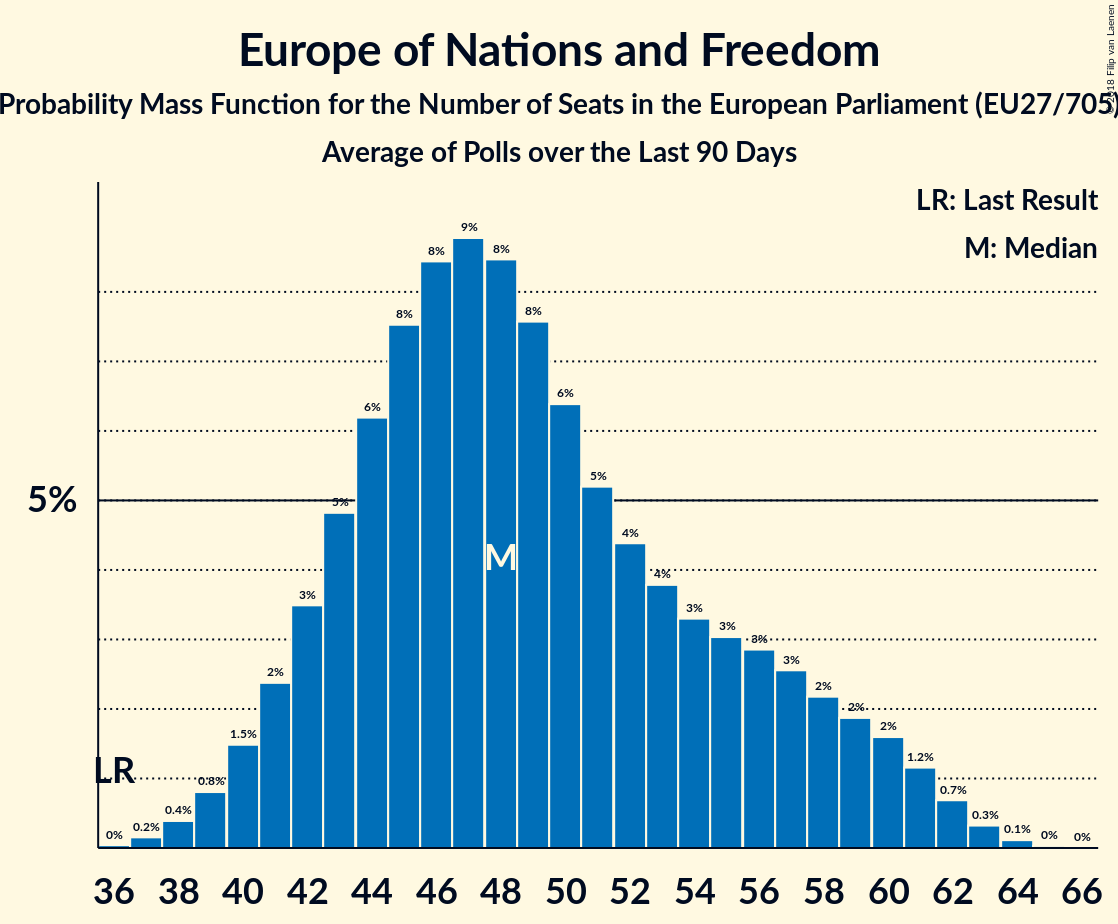 Europe of Nations and Freedom
Probability Mass Function for the Number of Seats in the European Parliament (EU27/705)
Average of Polls over the Last 90 Days
LR: Last Result
M: Median
9%
8% 8%
8% 8%
6% 6%
5% 5%
5%
4%
M
4%
3% 3%
3%
3%
2% 3%
2%
2%
1.5% 2%
1.2%
LR
0.8% 0.7%
0.4% 0.3%
0% 0.2% 0.1% 0% 0%
36 38 40 42 44 46 48 50 52 54 56 58 60 62 64 66